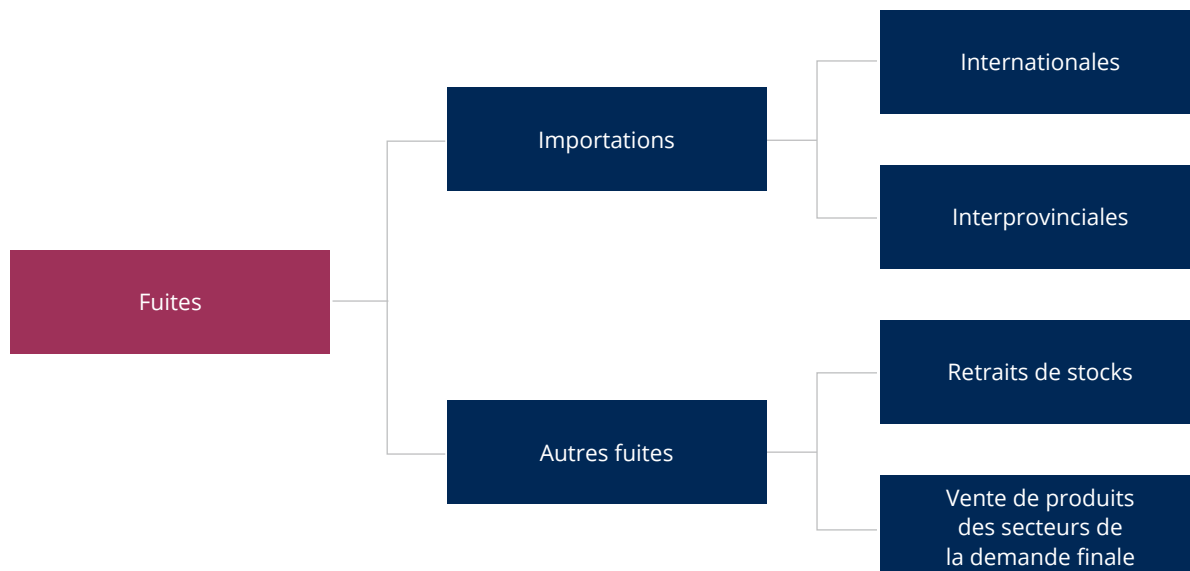 Fuites
Importations
Internationales
Interprovinciales
Autres fuites
Retraits de stocks
Vente de produits
des secteurs de
la demande finale